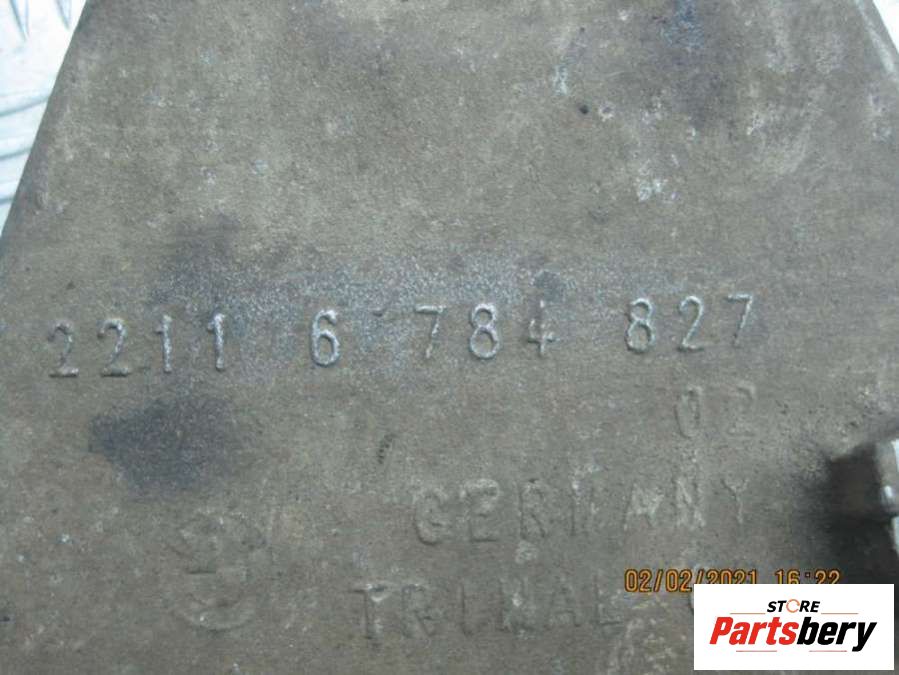 2211 6 784 827
02
GERMANY
02/02/2021 16:22
STORE
Partsbery